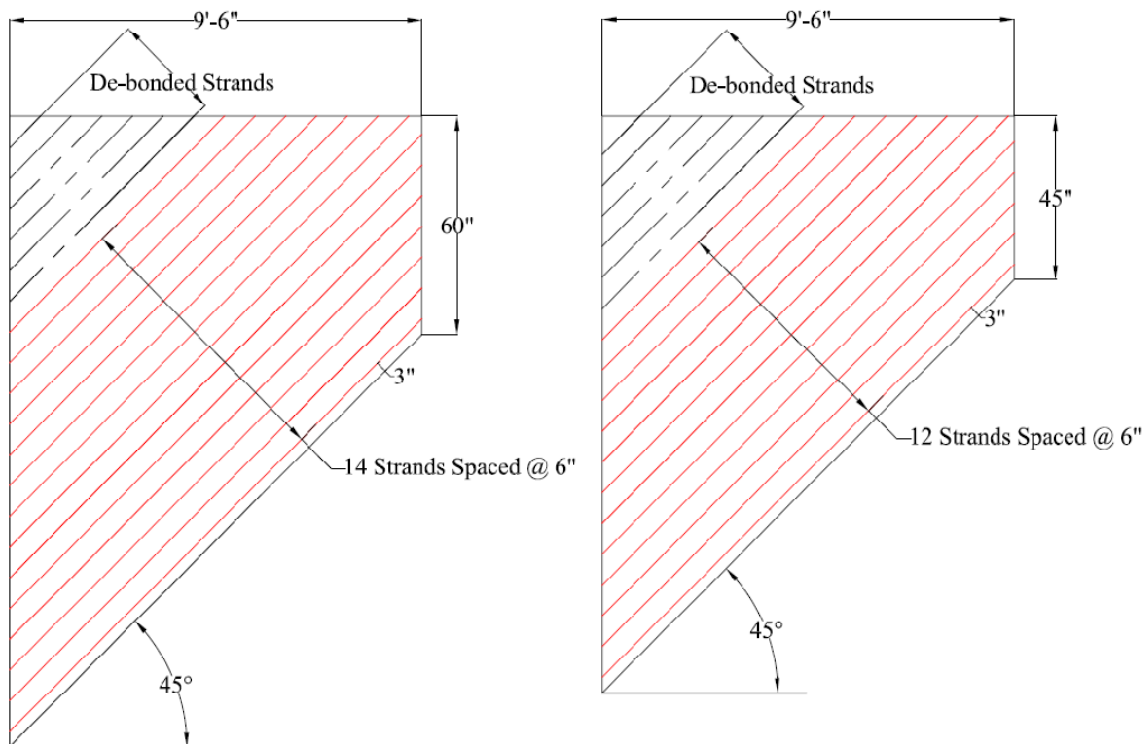 9'-6"
De-bonded Strands
60"
3"
14 Strands Spaced @ 6"
45°
9'-6"
De-bonded Strands
45"
3"
12 Strands Spaced @ 6"
45°